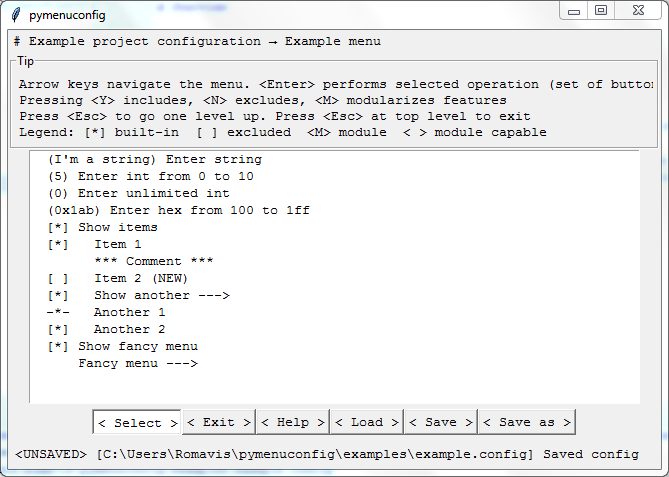 pymenuconfig
# Example project configuration → Example menu
Tip
Arrow keys navigate the menu. <Enter> performs selected operation (set of button
Pressing <Y> includes, <N> excludes, <M> modularizes features
Press <Esc> to go one level up. Press <Esc> at top level to exit
Legend: [*] built-in  [ ] excluded  <M> module  < > module capable
(I'm a string) Enter string
(5) Enter int from 0 to 10
(0) Enter unlimited int
(0x1ab) Enter hex from 100 to 1ff
[*] Show items
[*]   Item 1
*** Comment ***
[ ]   Item 2 (NEW)
[*]   Show another --->
-*-   Another 1
[*]   Another 2
[*] Show fancy menu
Fancy menu --->
< Select > < Exit > < Help > < Load > < Save > < Save as >
<UNSAVED> [C:\Users\Romavis\pymenuconfig\examples\example.config] Saved config